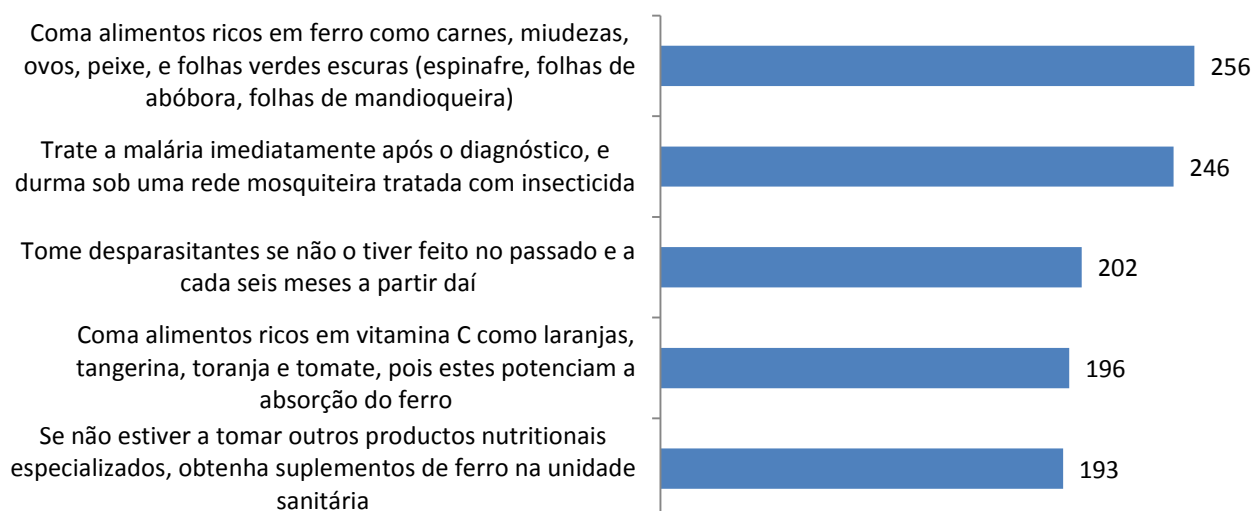 Coma alimentos ricos em ferro como carnes, miudezas,
ovos, peixe, e folhas verdes escuras (espinafre, folhas de
abóbora, folhas de mandioqueira)
256
Trate a malária imediatamente após o diagnóstico, e
durma sob uma rede mosquiteira tratada com insecticida
246
Tome desparasitantes se não o tiver feito no passado e a
cada seis meses a partir daí
202
Coma alimentos ricos em vitamina C como laranjas,
tangerina, toranja e tomate, pois estes potenciam a
absorção do ferro
196
Se não estiver a tomar outros productos nutritionais
especializados, obtenha suplementos de ferro na unidade
sanitária
193